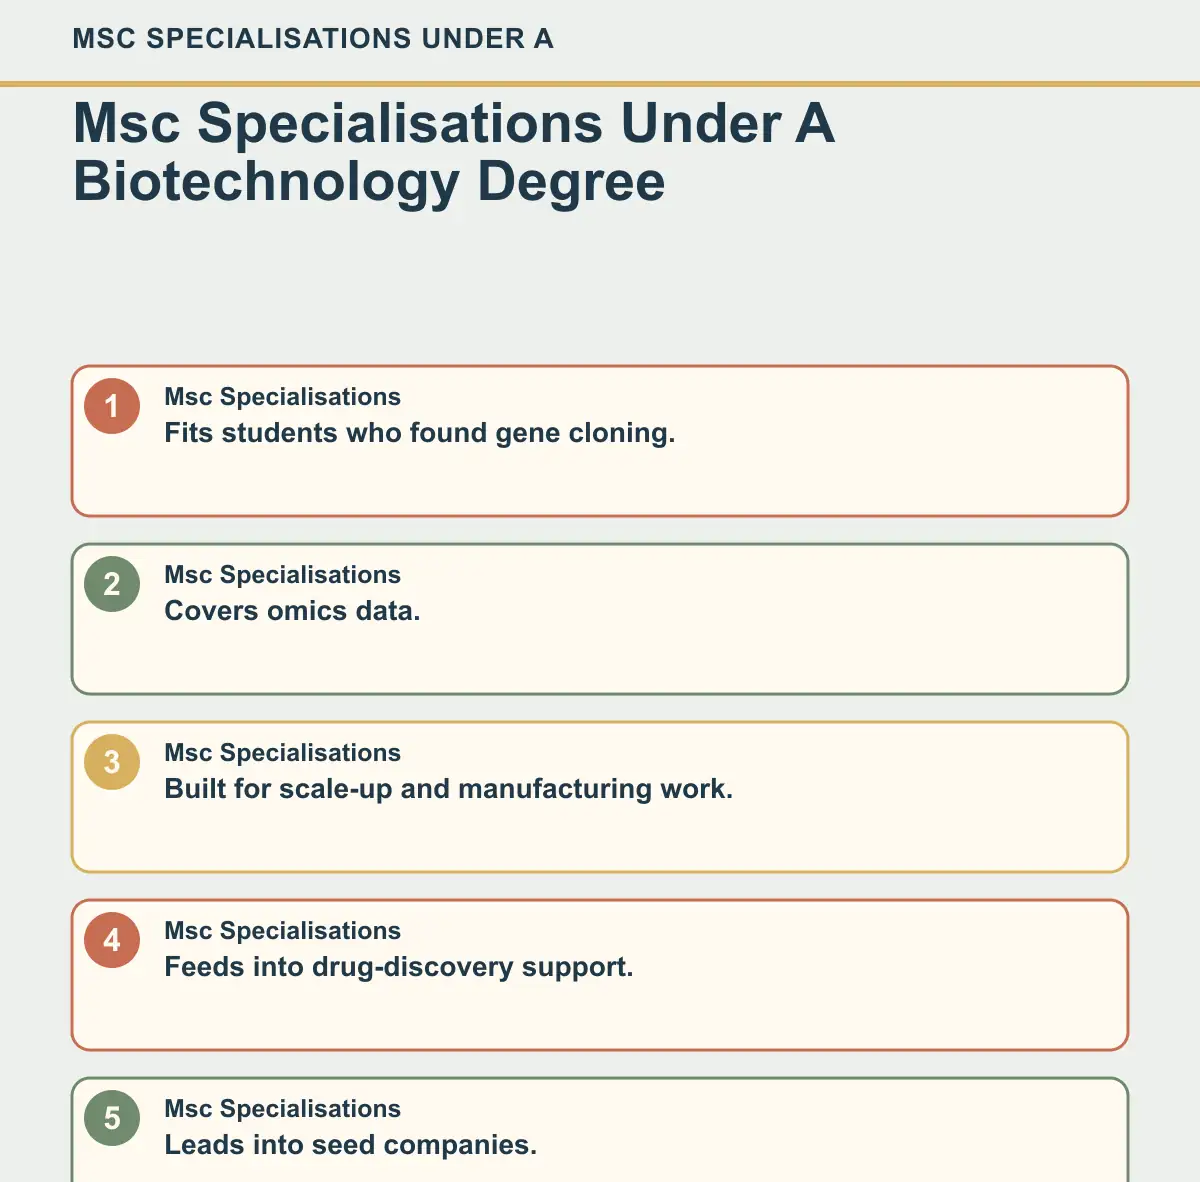 MSC SPECIALISATIONS UNDER A
Msc Specialisations Under A
Biotechnology Degree
1
Msc Specialisations
Fits students who found gene cloning.
2
Msc Specialisations
Covers omics data.
3
Msc Specialisations
Built for scale-up and manufacturing work.
4
Msc Specialisations
Feeds into drug-discovery support.
5
Msc Specialisations
Leads into seed companies.